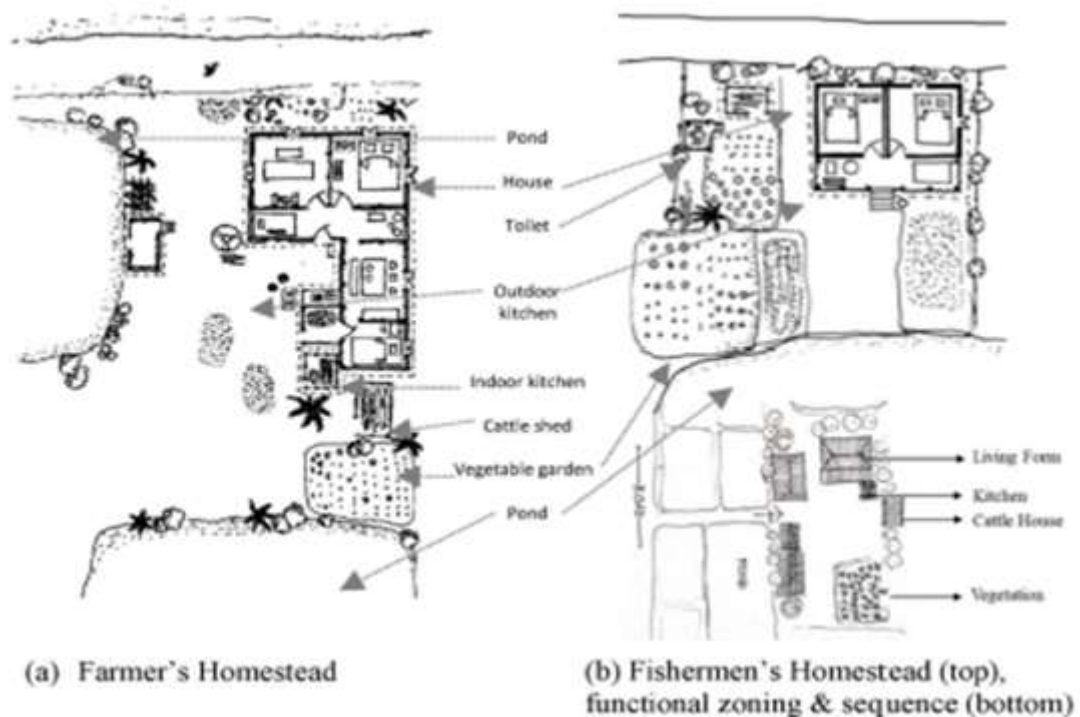 Pond
House
Toilet
Outdoor
kitchen
Indoor kitchen
Cattle shed
Vegetable garden
Pond
Living Form
Kitchen
Cattle House
Vegetation
(a) Farmer's Homestead
(b) Fishermen's Homestead (top),
functional zoning & sequence (bottom)